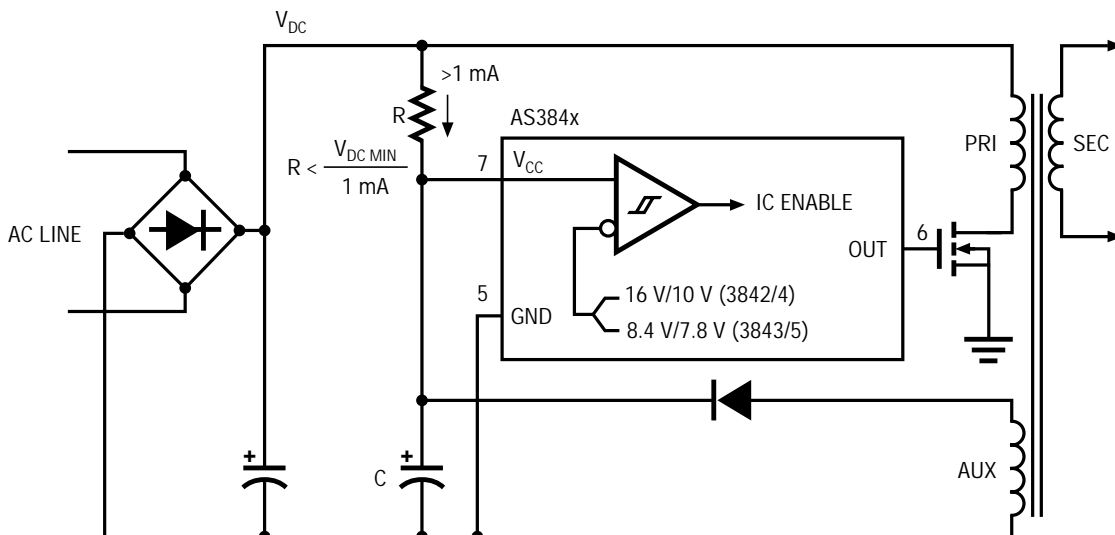 V_DC
>1 mA
R
R < V_DC MIN / 1 mA
AS384x
7
V_CC
IC ENABLE
PRI
SEC
AC LINE
6
OUT
5
GND
16 V/10 V (3842/4)
8.4 V/7.8 V (3843/5)
+
+
C
AUX